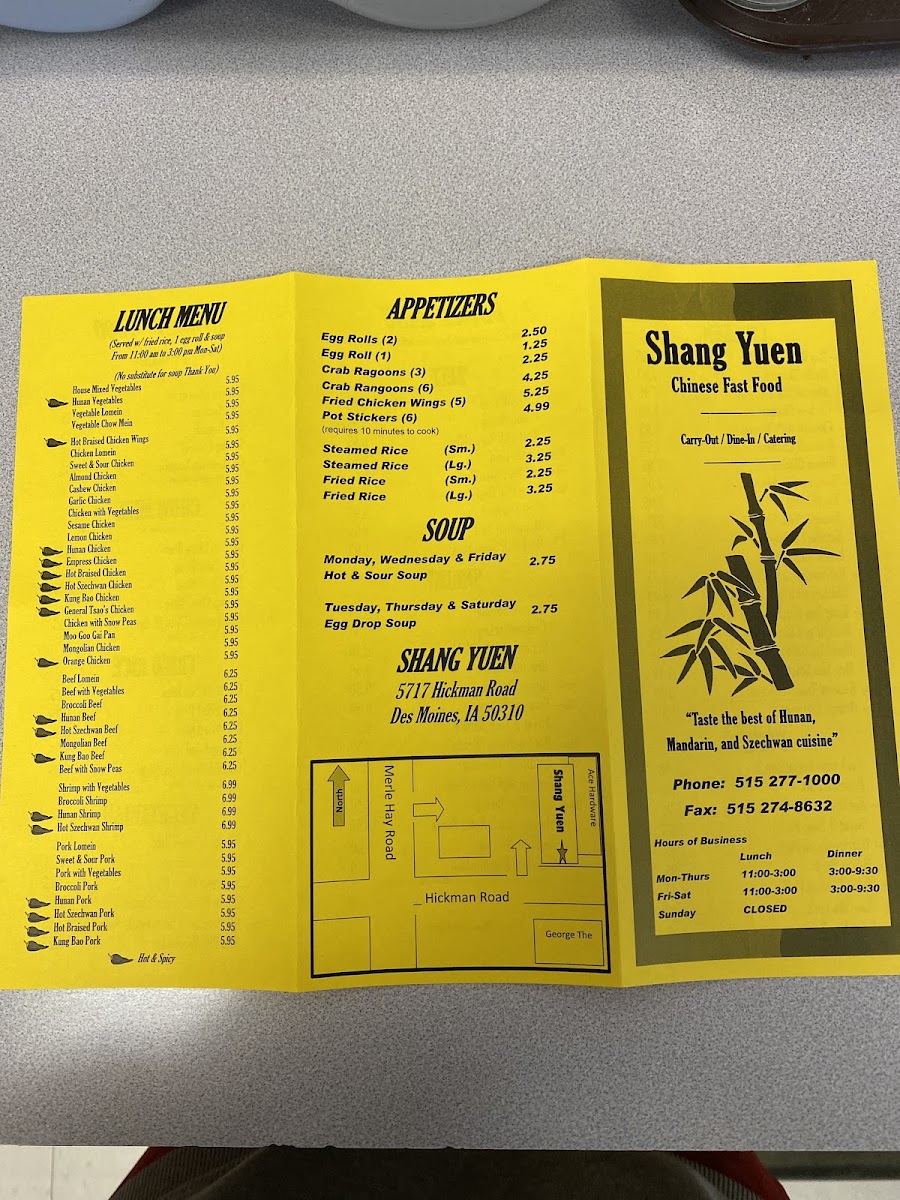 LUNCH MENU
(Served w/ fried rice, 1 egg roll & soup
From 11:00 am to 3:00 pm Mon-Sat)
(No substitute for soup Thank You)
House Mixed Vegetables 5.95
Hunan Vegetables 5.95
Vegetable Lomein 5.95
Vegetable Chow Mein 5.95
Hot Braised Chicken Wings 5.95
Chicken Lomein 5.95
Sweet & Sour Chicken 5.95
Almond Chicken 5.95
Cashew Chicken 5.95
Garlic Chicken 5.95
Chicken with Vegetables 5.95
Sesame Chicken 5.95
Lemon Chicken 5.95
Hunan Chicken 5.95
Empress Chicken 5.95
Hot Braised Chicken 5.95
Hot Szechwan Chicken 5.95
Kung Bao Chicken 5.95
General Tsao's Chicken 5.95
Chicken with Snow Peas 5.95
Moo Goo Gai Pan 5.95
Mongolian Chicken 5.95
Orange Chicken 5.95
Beef Lomein 6.25
Beef with Vegetables 6.25
Broccoli Beef 6.25
Hunan Beef 6.25
Hot Szechwan Beef 6.25
Mongolian Beef 6.25
Kung Bao Beef 6.25
Beef with Snow Peas 6.25
Shrimp with Vegetables 6.99
Broccoli Shrimp 6.99
Hunan Shrimp 6.99
Hot Szechwan Shrimp 6.99
Pork Lomein 5.95
Sweet & Sour Pork 5.95
Pork with Vegetables 5.95
Broccoli Pork 5.95
Hunan Pork 5.95
Hot Szechwan Pork 5.95
Hot Braised Pork 5.95
Kung Bao Pork 5.95
Hot & Spicy
APPETIZERS
Egg Rolls (2) 2.50
Egg Roll (1) 1.25
Crab Ragoons (3) 2.25
Crab Rangoons (6) 4.25
Fried Chicken Wings (5) 5.25
Pot Stickers (6) 4.99
(requires 10 minutes to cook)
Steamed Rice (Sm.) 2.25
Steamed Rice (Lg.) 3.25
Fried Rice (Sm.) 2.25
Fried Rice (Lg.) 3.25
SOUP
Monday, Wednesday & Friday 2.75
Hot & Sour Soup
Tuesday, Thursday & Saturday 2.75
Egg Drop Soup
SHANG YUEN
5717 Hickman Road
Des Moines, IA 50310
North
Merle Hay Road
Shang Yuen
Ace Hardware
Hickman Road
George The
Shang Yuen
Chinese Fast Food
Carry-Out / Dine-In / Catering
“Taste the best of Hunan,
Mandarin, and Szechwan cuisine”
Phone: 515 277-1000
Fax: 515 274-8632
Hours of Business
Lunch Dinner
Mon-Thurs 11:00-3:00 3:00-9:30
Fri-Sat 11:00-3:00 3:00-9:30
Sunday CLOSED